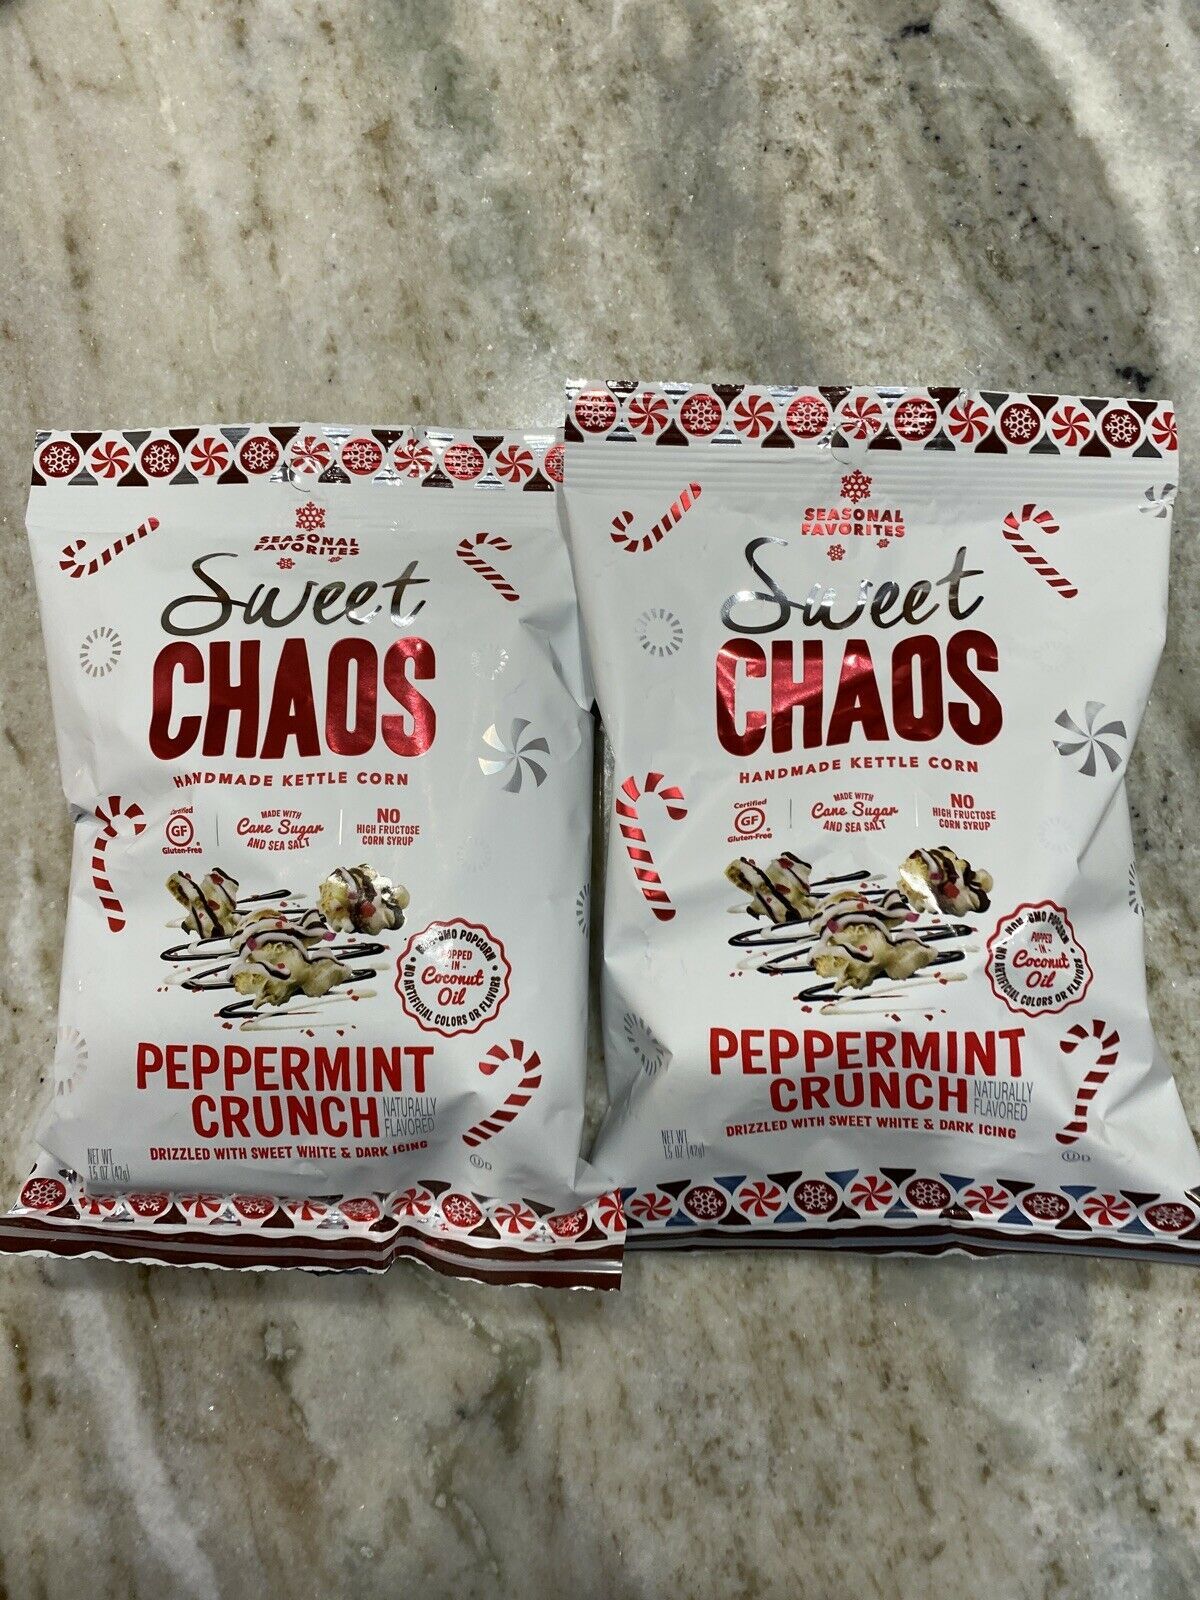 SEASONAL
FAVORITES
Sweet
CHAOS
HANDMADE KETTLE CORN
Certified
GF
Gluten-Free
MADE WITH
Cane Sugar
AND SEA SALT
NO
HIGH FRUCTOSE
CORN SYRUP
NON-GMO POPCORN
POPPED
- IN -
Coconut
Oil
NO ARTIFICIAL COLORS OR FLAVORS
PEPPERMINT
CRUNCH
NATURALLY
FLAVORED
DRIZZLED WITH SWEET WHITE & DARK ICING
NET WT.
1.5 OZ (42g)
UD
SEASONAL
FAVORITES
Sweet
CHAOS
HANDMADE KETTLE CORN
Certified
GF
Gluten-Free
MADE WITH
Cane Sugar
AND SEA SALT
NO
HIGH FRUCTOSE
CORN SYRUP
NON-GMO POPCORN
POPPED
- IN -
Coconut
Oil
NO ARTIFICIAL COLORS OR FLAVORS
PEPPERMINT
CRUNCH
NATURALLY
FLAVORED
DRIZZLED WITH SWEET WHITE & DARK ICING
NET WT.
1.5 OZ (42g)
UD